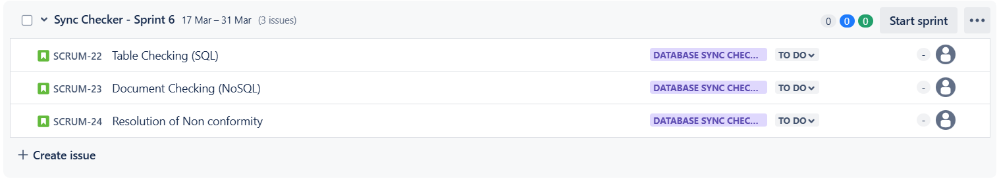 Sync Checker - Sprint 6 17 Mar – 31 Mar (3 issues) 0 0 0 Start sprint
SCRUM-22 Table Checking (SQL) DATABASE SYNC CHEC... TO DO -
SCRUM-23 Document Checking (NoSQL) DATABASE SYNC CHEC... TO DO -
SCRUM-24 Resolution of Non conformity DATABASE SYNC CHEC... TO DO -
+ Create issue